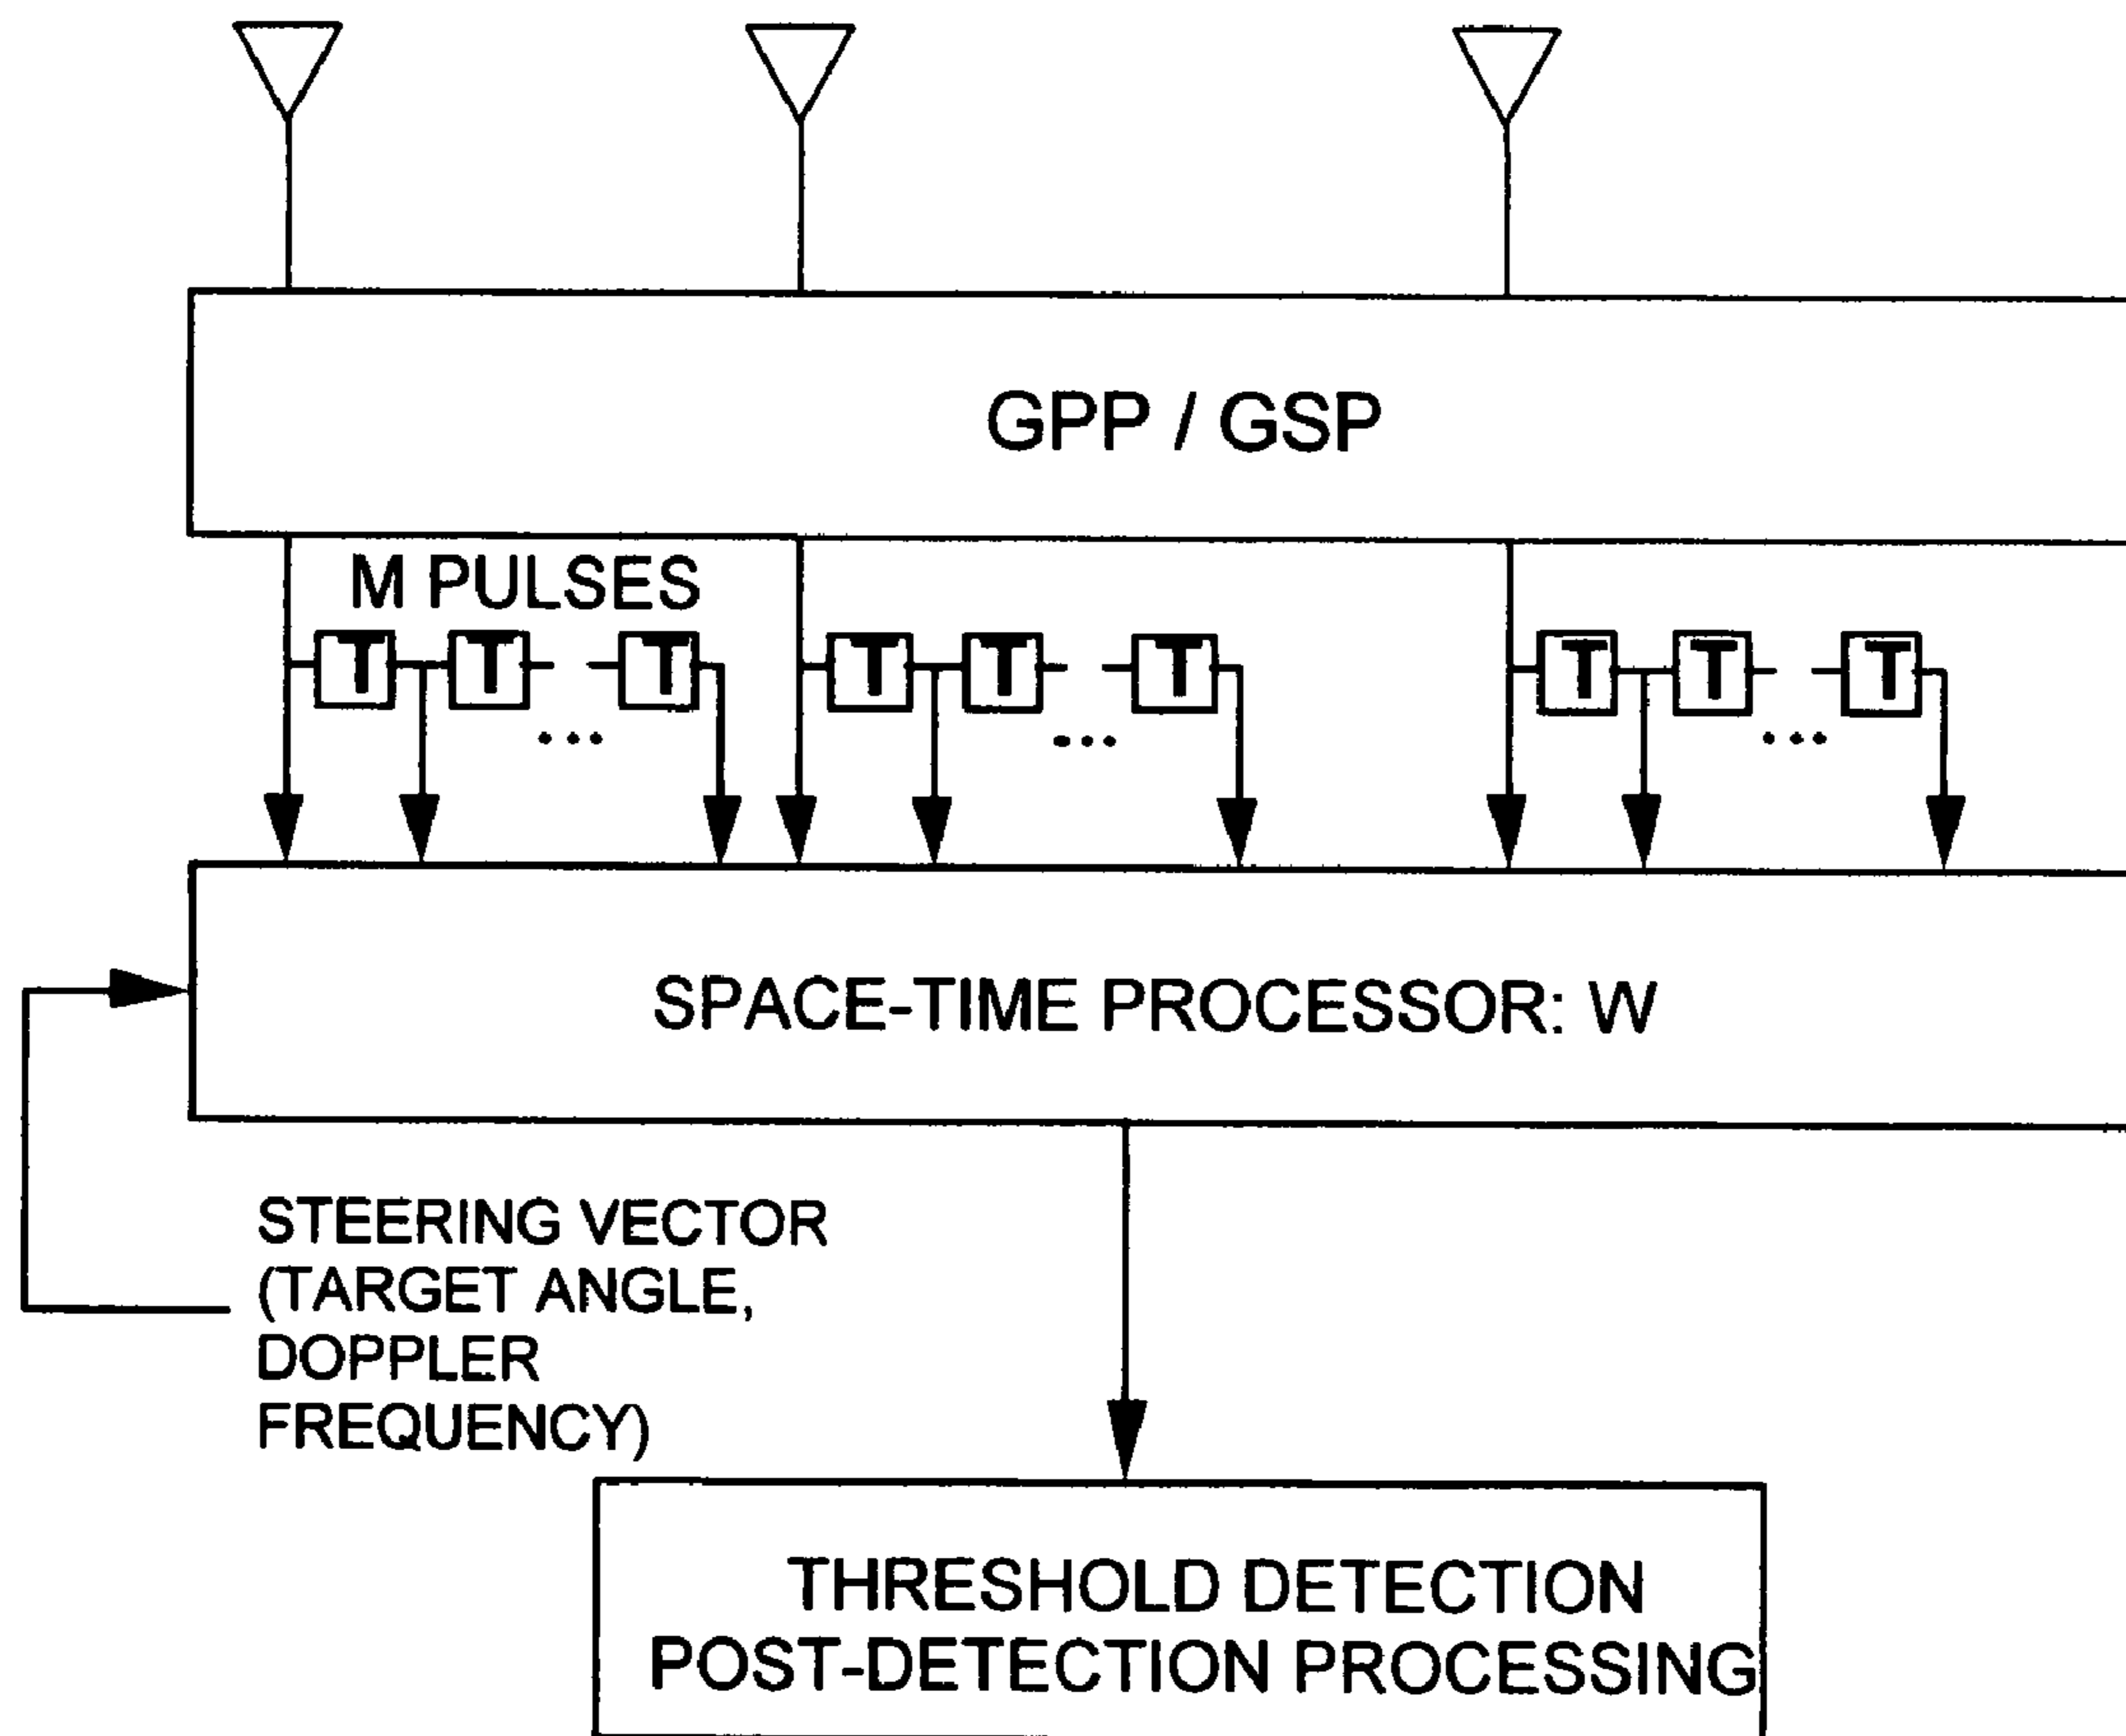 GPP / GSP
M PULSES
T T T T T T T T T
... ... ...
SPACE-TIME PROCESSOR: W
STEERING VECTOR
(TARGET ANGLE,
DOPPLER
FREQUENCY)
THRESHOLD DETECTION
POST-DETECTION PROCESSING